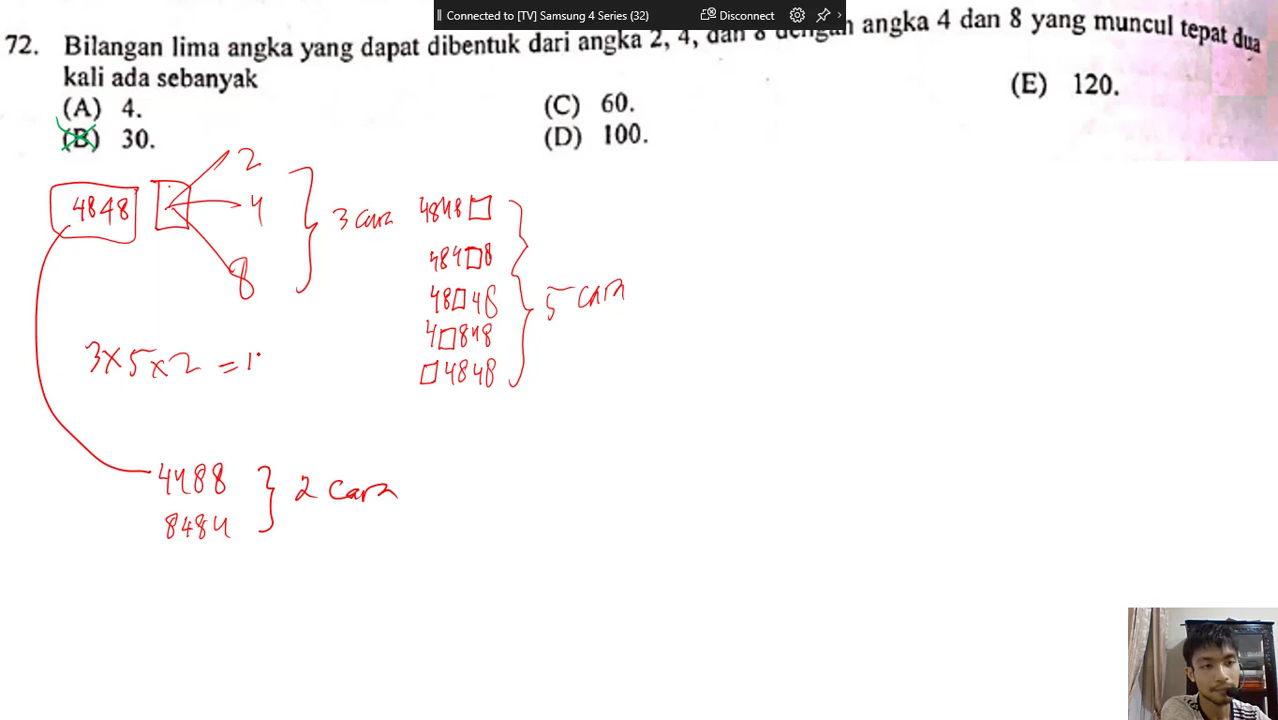 Connected to [TV] Samsung 4 Series (32) Disconnect
72. Bilangan lima angka yang dapat dibentuk dari angka 2, 4, dan 8 dengan angka 4 dan 8 yang muncul tepat dua
kali ada sebanyak
(A) 4. (C) 60. (E) 120.
(B) 30. (D) 100.
2
4848 4 3 cara 4848
8
484 8
48 48 5 cara
4 848
4848
3x5x2 = 1
4488
8484 2 cara